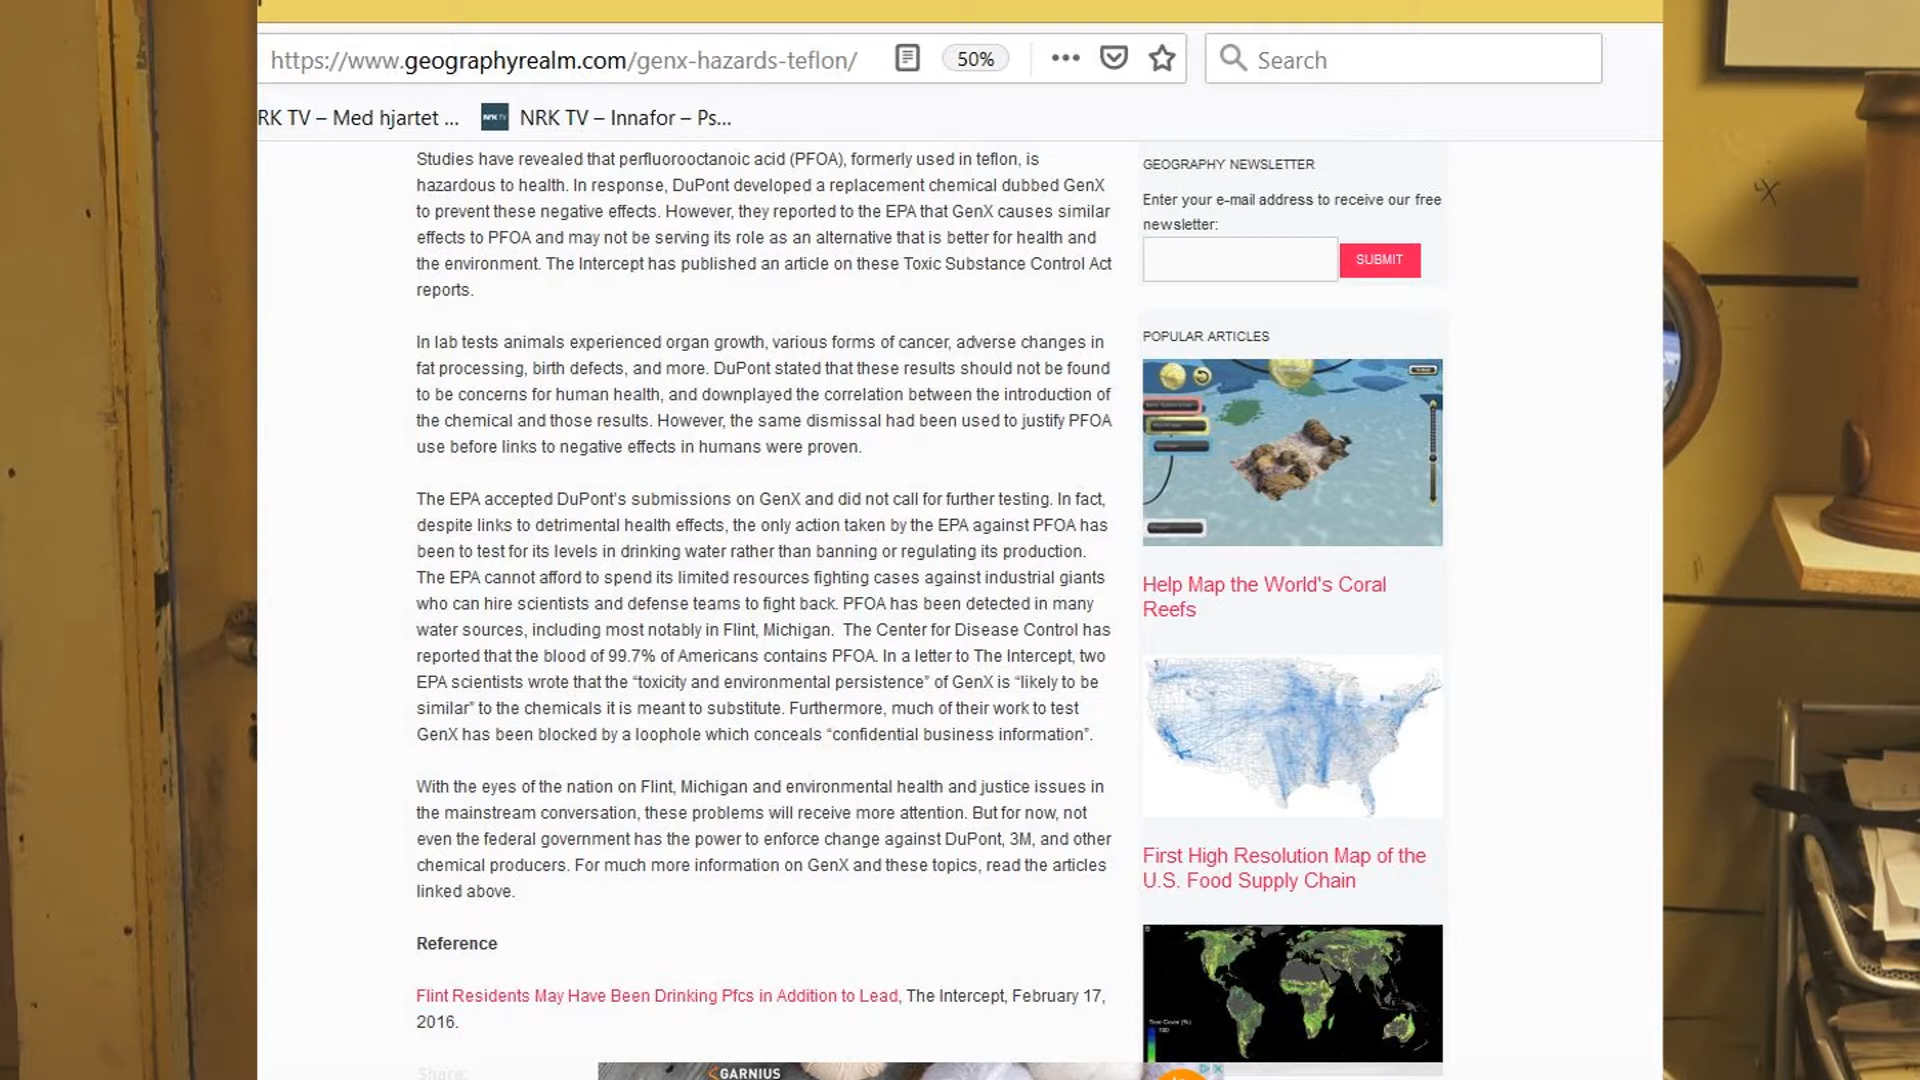 https://www.geographyrealm.com/genx-hazards-teflon/
50%
Search
RK TV – Med hjartet ...
NRK TV – Innafor – Ps...
Studies have revealed that perfluorooctanoic acid (PFOA), formerly used in teflon, is
hazardous to health. In response, DuPont developed a replacement chemical dubbed GenX
to prevent these negative effects. However, they reported to the EPA that GenX causes similar
effects to PFOA and may not be serving its role as an alternative that is better for health and
the environment. The Intercept has published an article on these Toxic Substance Control Act
reports.
In lab tests animals experienced organ growth, various forms of cancer, adverse changes in
fat processing, birth defects, and more. DuPont stated that these results should not be found
to be concerns for human health, and downplayed the correlation between the introduction of
the chemical and those results. However, the same dismissal had been used to justify PFOA
use before links to negative effects in humans were proven.
The EPA accepted DuPont's submissions on GenX and did not call for further testing. In fact,
despite links to detrimental health effects, the only action taken by the EPA against PFOA has
been to test for its levels in drinking water rather than banning or regulating its production.
The EPA cannot afford to spend its limited resources fighting cases against industrial giants
who can hire scientists and defense teams to fight back. PFOA has been detected in many
water sources, including most notably in Flint, Michigan. The Center for Disease Control has
reported that the blood of 99.7% of Americans contains PFOA. In a letter to The Intercept, two
EPA scientists wrote that the “toxicity and environmental persistence” of GenX is “likely to be
similar” to the chemicals it is meant to substitute. Furthermore, much of their work to test
GenX has been blocked by a loophole which conceals “confidential business information”.
With the eyes of the nation on Flint, Michigan and environmental health and justice issues in
the mainstream conversation, these problems will receive more attention. But for now, not
even the federal government has the power to enforce change against DuPont, 3M, and other
chemical producers. For much more information on GenX and these topics, read the articles
linked above.
Reference
Flint Residents May Have Been Drinking Pfcs in Addition to Lead, The Intercept, February 17,
2016.
Share:
GARNIUS
GEOGRAPHY NEWSLETTER
Enter your e-mail address to receive our free
newsletter:
SUBMIT
POPULAR ARTICLES
Help Map the World's Coral
Reefs
First High Resolution Map of the
U.S. Food Supply Chain
Tree Cover (%)
100